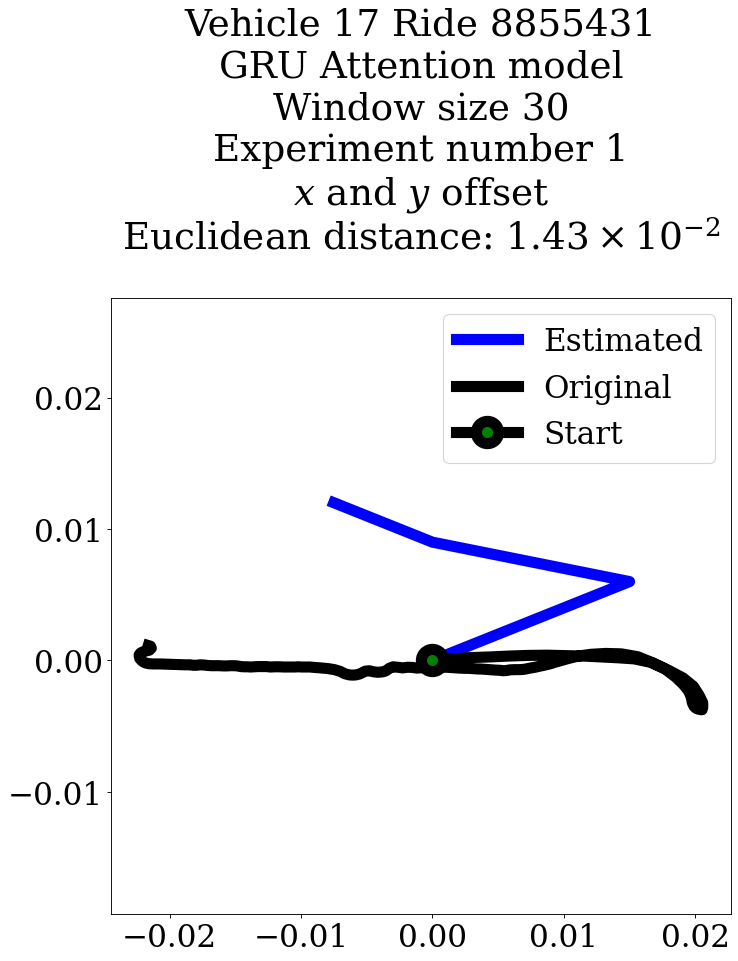 Vehicle 17 Ride 8855431
GRU Attention model
Window size 30
Experiment number 1
x and y offset
Euclidean distance: 1.43 × 10⁻²
Estimated
Original
Start
0.02
0.01
0.00
−0.01
−0.02 −0.01 0.00 0.01 0.02